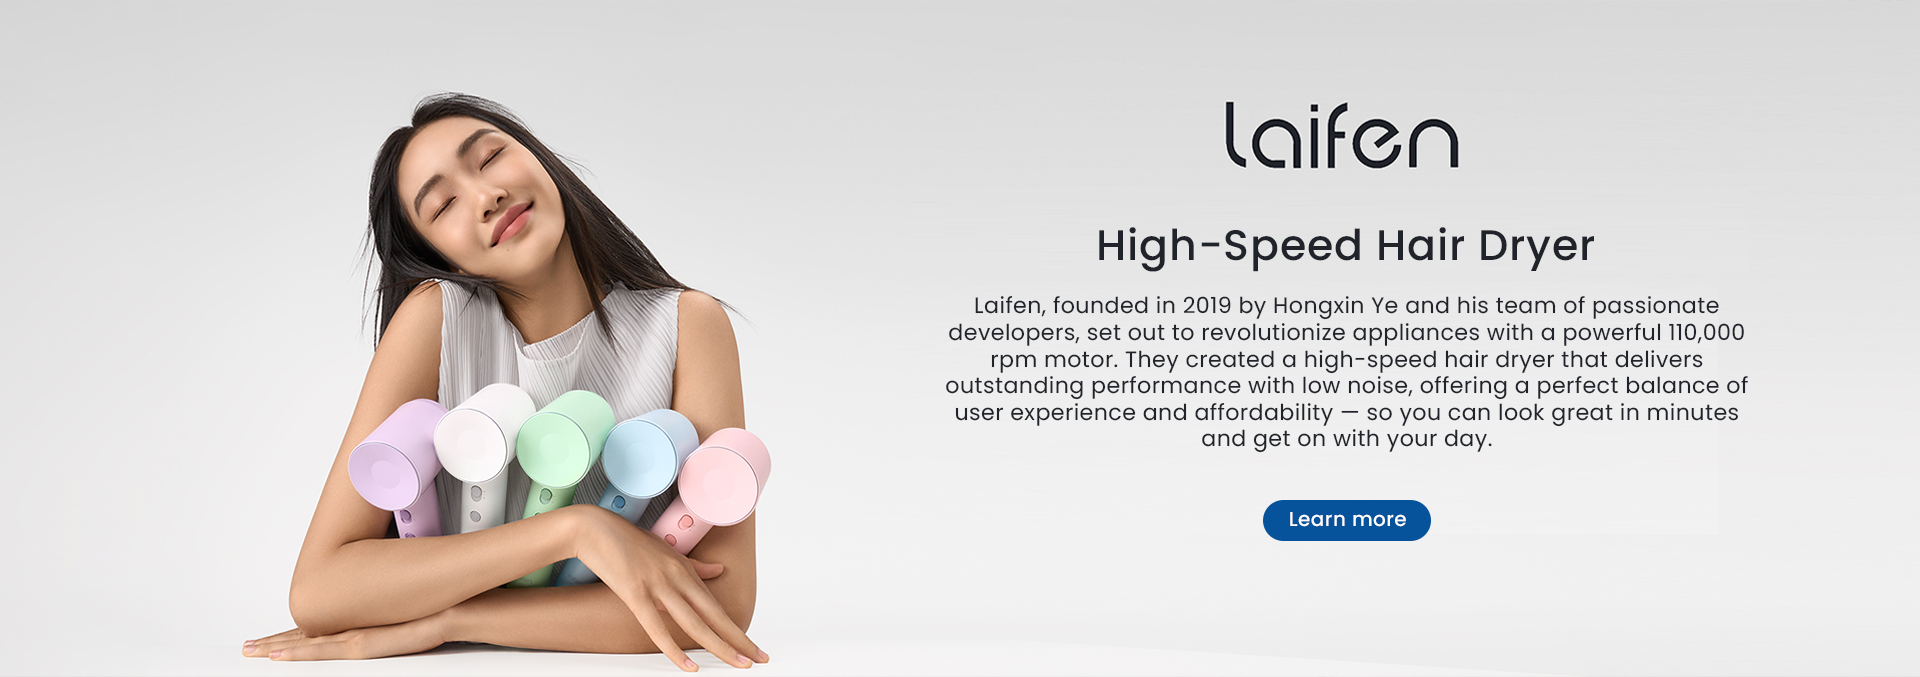 laifen
High-Speed Hair Dryer
Laifen, founded in 2019 by Hongxin Ye and his team of passionate
developers, set out to revolutionize appliances with a powerful 110,000
rpm motor. They created a high-speed hair dryer that delivers
outstanding performance with low noise, offering a perfect balance of
user experience and affordability — so you can look great in minutes
and get on with your day.
Learn more